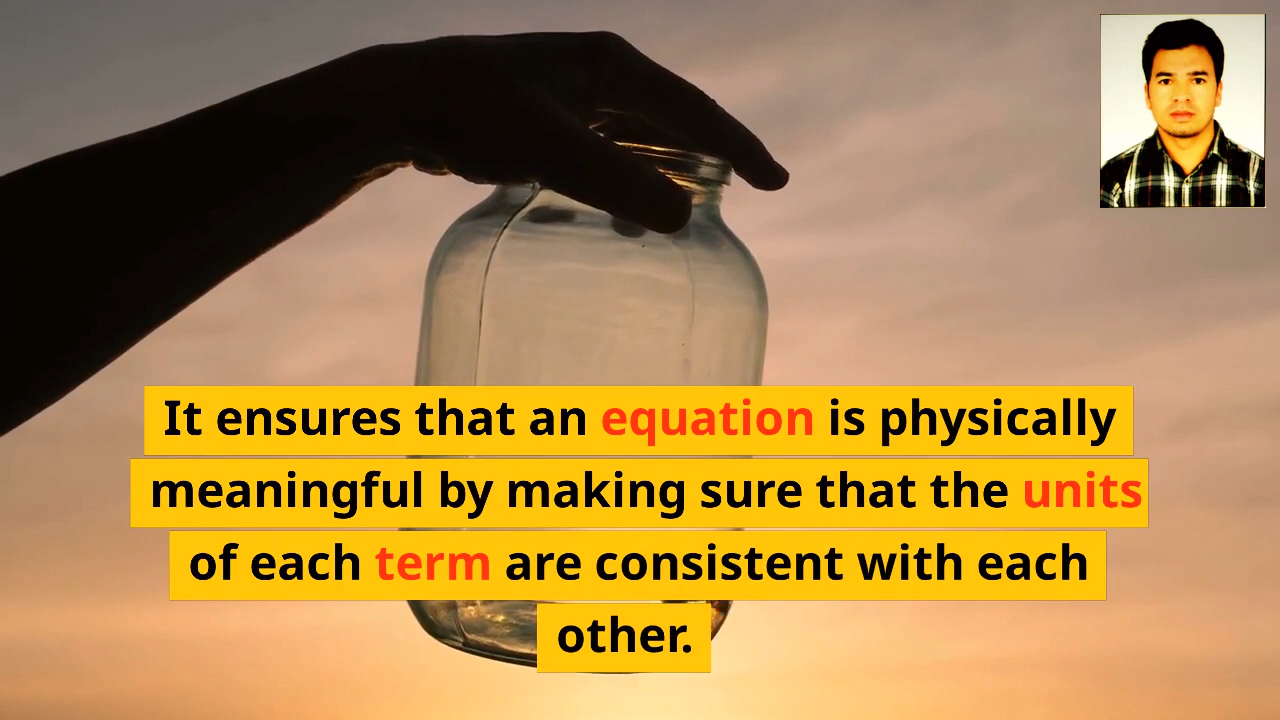 It ensures that an equation is physically
meaningful by making sure that the units
of each term are consistent with each
other.